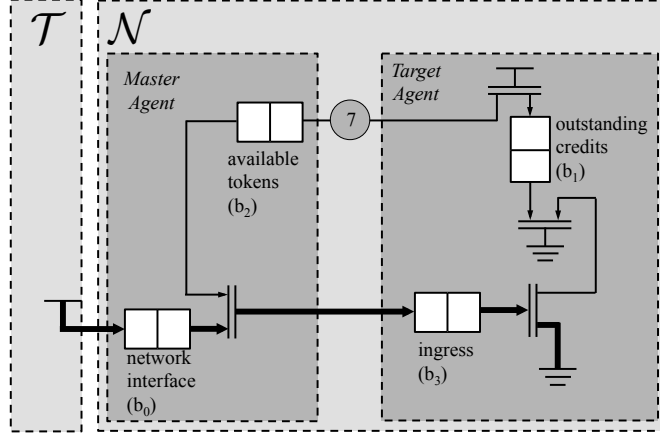 𝒯
𝒩
Master
Agent
Target
Agent
7
available
tokens
(b₂)
outstanding
credits
(b₁)
network
interface
(b₀)
ingress
(b₃)